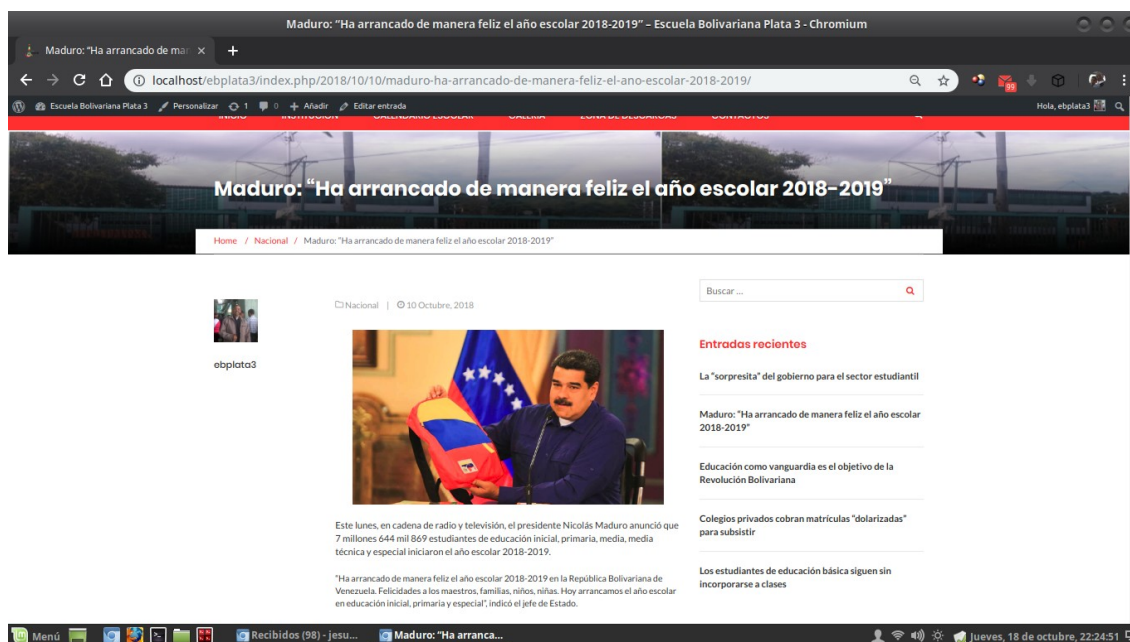 Maduro: “Ha arrancado de manera feliz el año escolar 2018-2019” – Escuela Bolivariana Plata 3 - Chromium
Maduro: “Ha arrancado de mar
localhost/ebplata3/index.php/2018/10/10/maduro-ha-arrancado-de-manera-feliz-el-ano-escolar-2018-2019/
99
Escuela Bolivariana Plata 3 Personalizar 1 0 + Añadir Editar entrada Hola, ebplata3
INICIO INSTITUCIÓN CALENDARIO ESCOLAR GALERIA ZONA DE DESCARGAS CONTACTOS
Maduro: “Ha arrancado de manera feliz el año escolar 2018-2019”
Home / Nacional / Maduro: “Ha arrancado de manera feliz el año escolar 2018-2019”
Buscar ...
Nacional | 10 Octubre, 2018
ebplata3
Este lunes, en cadena de radio y televisión, el presidente Nicolás Maduro anunció que
7 millones 644 mil 869 estudiantes de educación inicial, primaria, media, media
técnica y especial iniciaron el año escolar 2018-2019.
“Ha arrancado de manera feliz el año escolar 2018-2019 en la República Bolivariana de
Venezuela. Felicidades a los maestros, familias, niños, niñas. Hoy arrancamos el año escolar
en educación inicial, primaria y especial”, indicó el jefe de Estado.
Entradas recientes
La “sorpresita” del gobierno para el sector estudiantil
Maduro: “Ha arrancado de manera feliz el año escolar
2018-2019”
Educación como vanguardia es el objetivo de la
Revolución Bolivariana
Colegios privados cobran matrículas “dolarizadas”
para subsistir
Los estudiantes de educación básica siguen sin
incorporarse a clases
Menú Recibidos (98) - jesu... Maduro: “Ha arranca... Jueves, 18 de octubre, 22:24:51